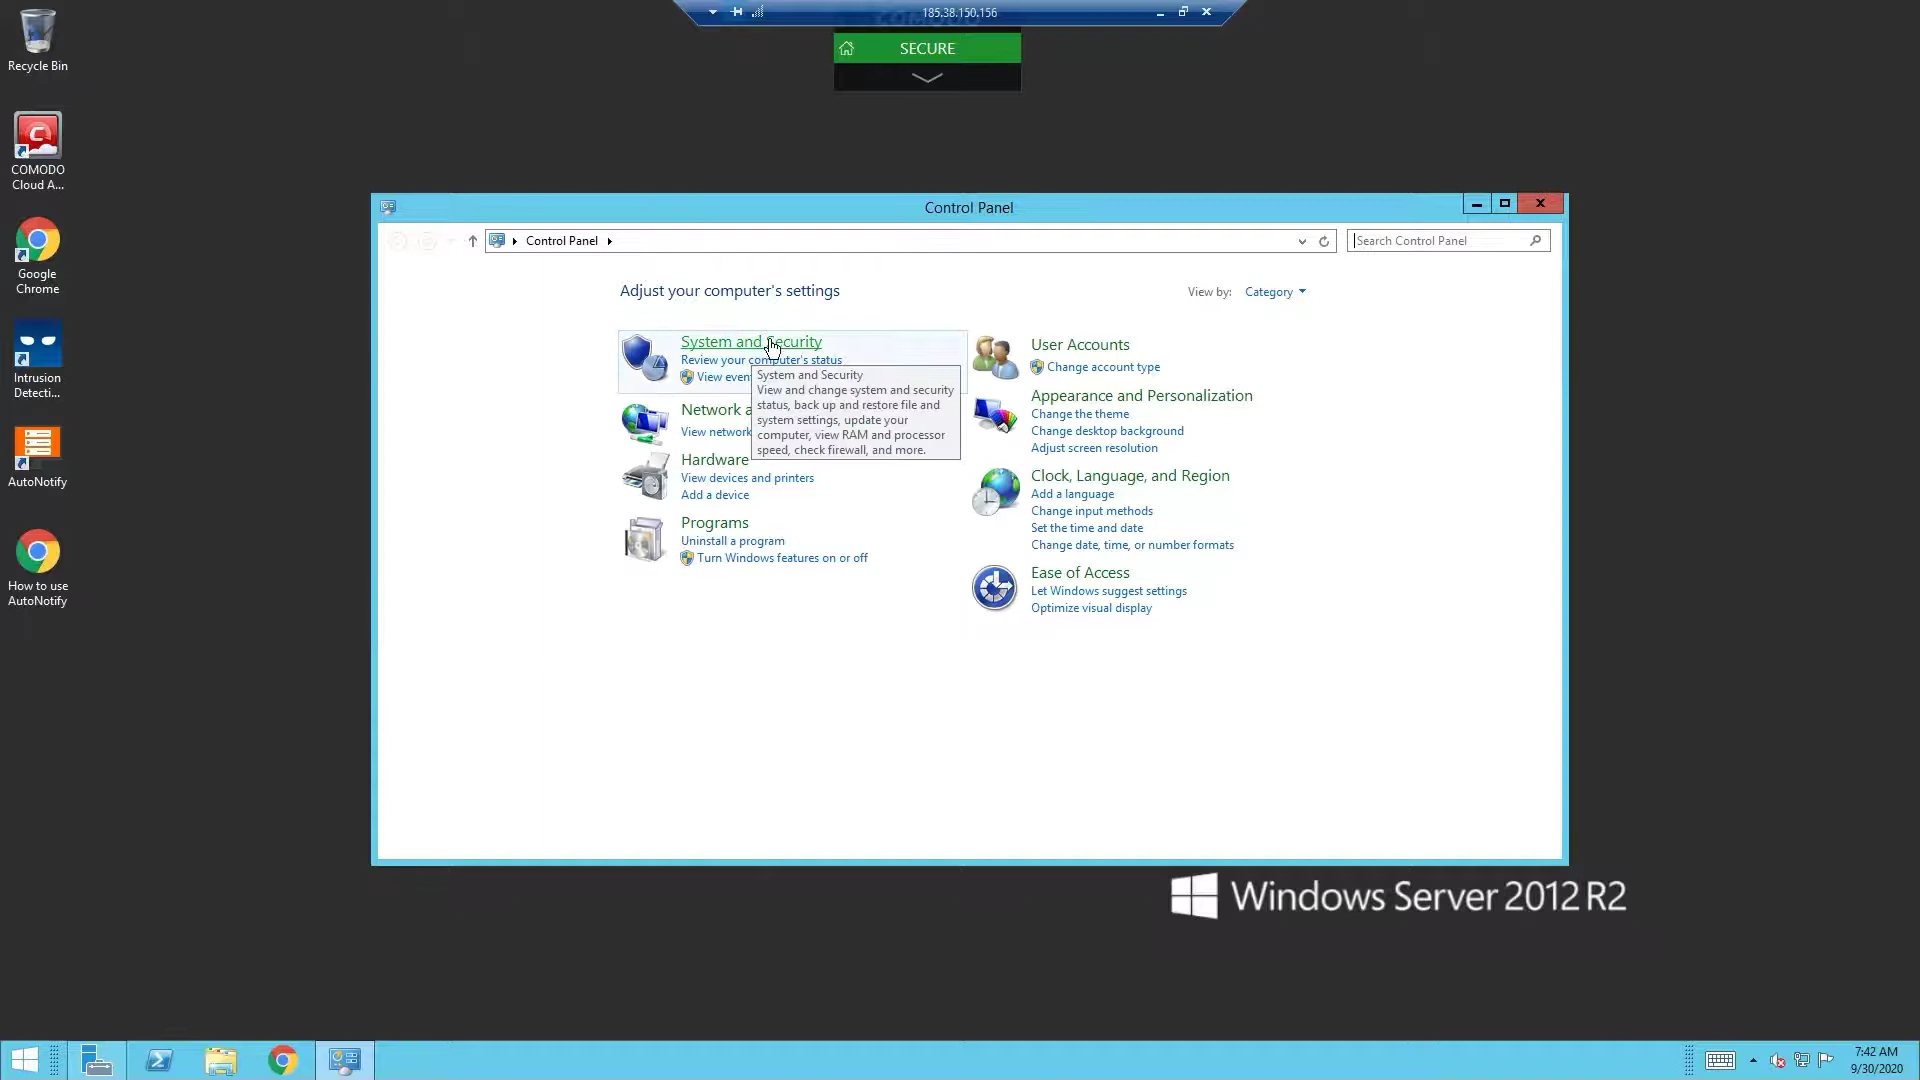 185.38.150.156
SECURE
Recycle Bin
COMODO
Cloud A...
Google
Chrome
Intrusion
Detecti...
AutoNotify
How to use
AutoNotify
Control Panel
Control Panel
Search Control Panel
Adjust your computer's settings
View by: Category
System and Security
Review your computer's status
View even
System and Security
View and change system and security
status, back up and restore file and
system settings, update your
computer, view RAM and processor
speed, check firewall, and more.
Network a
View network
Hardware
View devices and printers
Add a device
Programs
Uninstall a program
Turn Windows features on or off
User Accounts
Change account type
Appearance and Personalization
Change the theme
Change desktop background
Adjust screen resolution
Clock, Language, and Region
Add a language
Change input methods
Set the time and date
Change date, time, or number formats
Ease of Access
Let Windows suggest settings
Optimize visual display
Windows Server 2012 R2
7:42 AM
9/30/2020